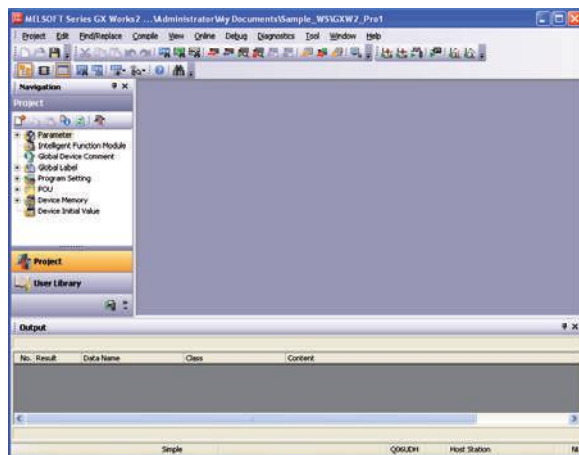 MELSOFT Series GX Works2 ...\Administrator\My Documents\Sample_WS\GXW2_Pro1
Project Edit Find/Replace Compile View Online Debug Diagnostics Tool Window Help
Navigation
Project
Parameter
Intelligent Function Module
Global Device Comment
Global Label
Program Setting
POU
Device Memory
Device Initial Value
Project
User Library
Output
No. Result Data Name Class Content
Simple Q06UDH Host Station